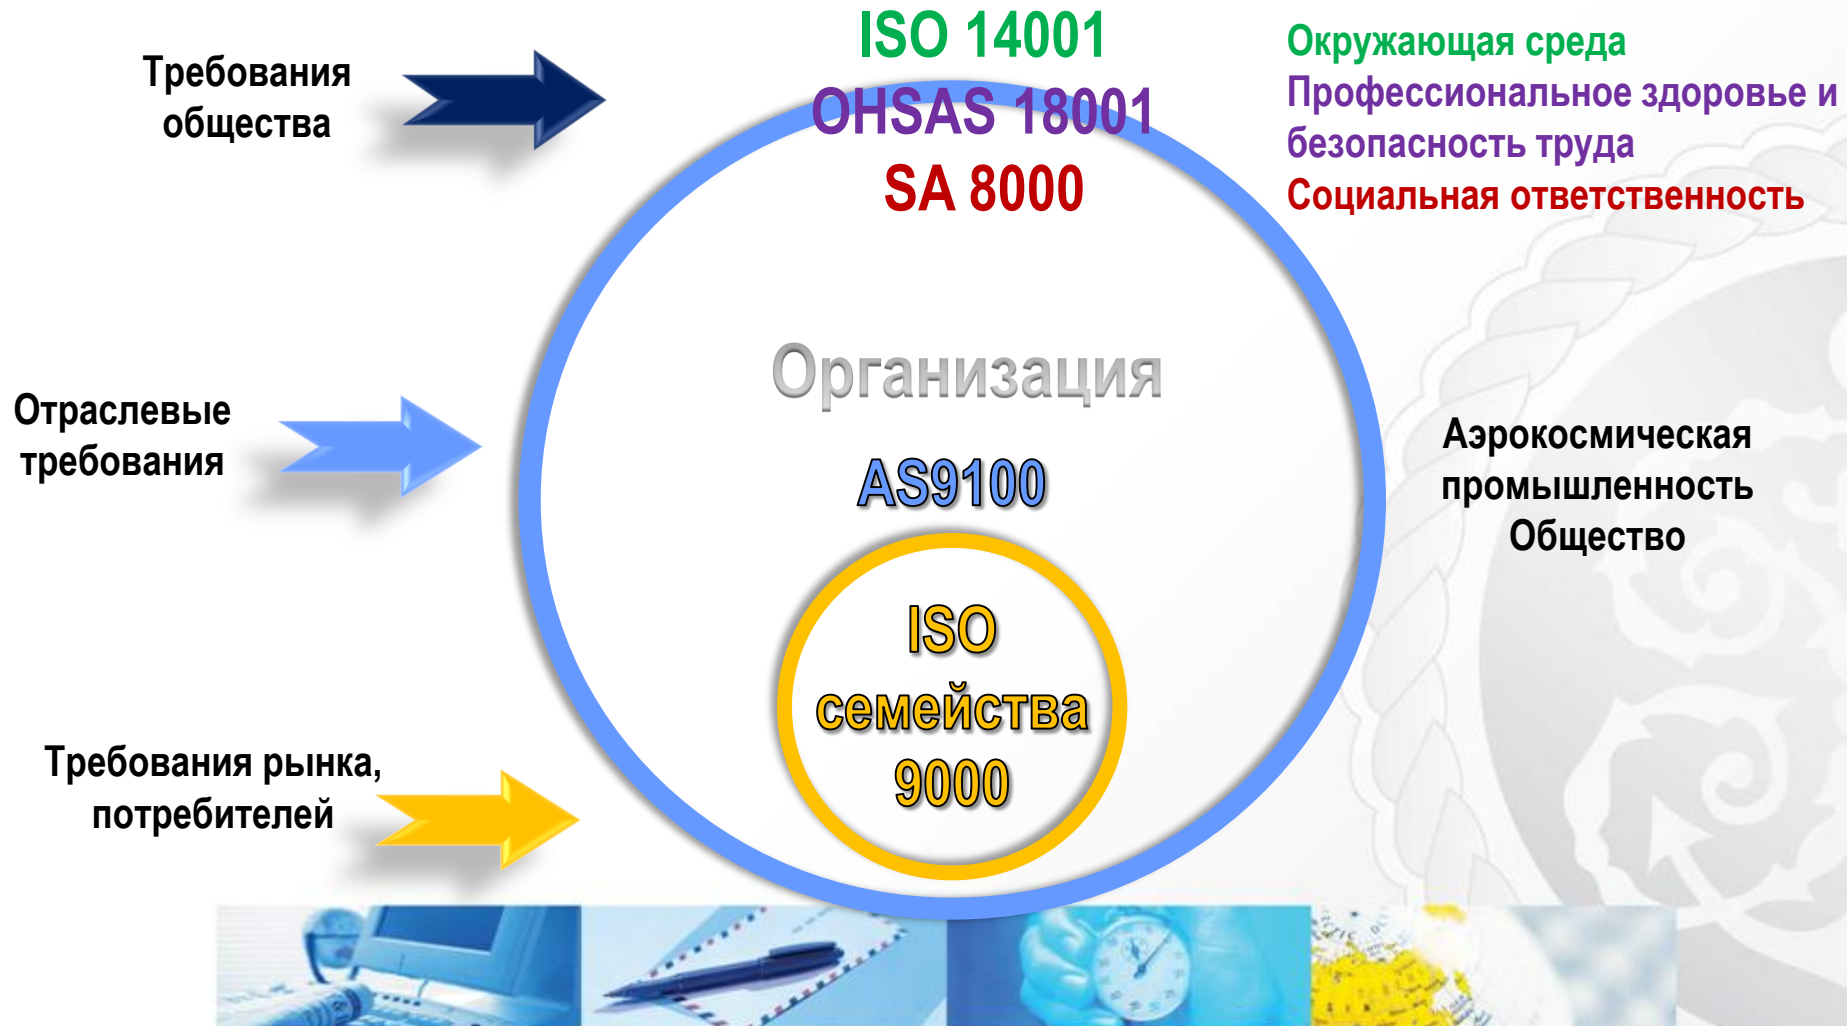 Требования
общества
ISO 14001
OHSAS 18001
SA 8000
Окружающая среда
Профессиональное здоровье и
безопасность труда
Социальная ответственность
Организация
Отраслевые
требования
AS9100
Аэрокосмическая
промышленность
Общество
ISO
семейства
9000
Требования рынка,
потребителей